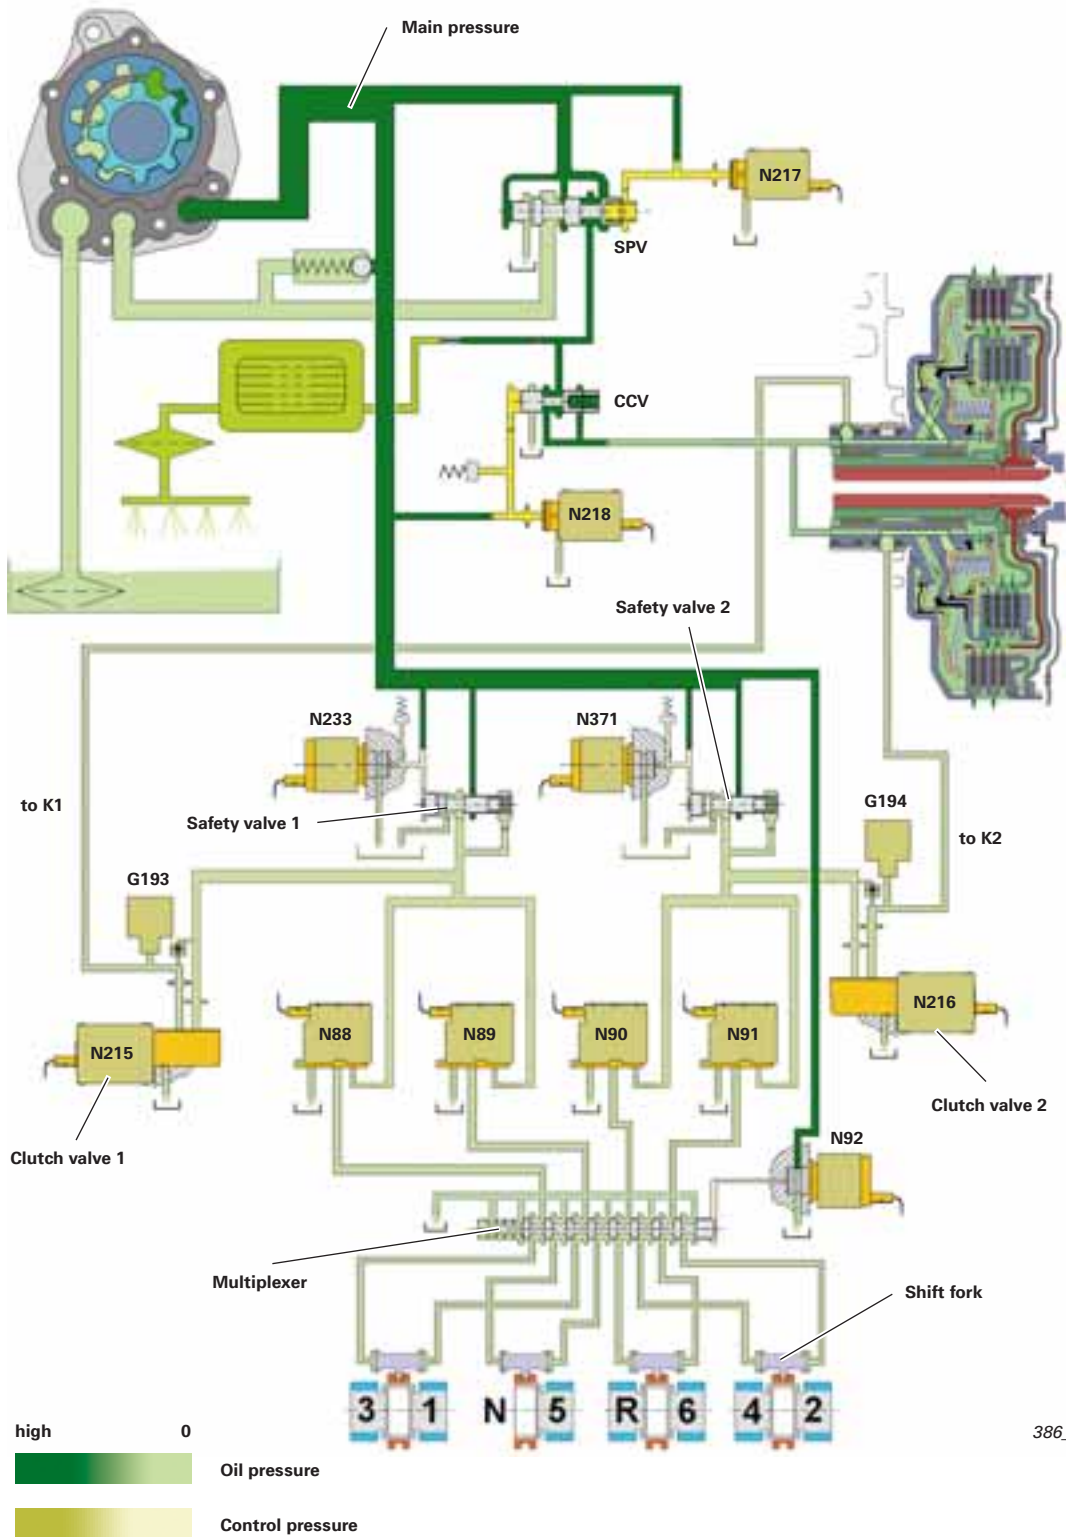 Main pressure
N217
SPV
CCV
N218
Safety valve 2
N233
N371
to K1
Safety valve 1
G194
to K2
G193
N88
N89
N90
N91
N216
N215
Clutch valve 2
Clutch valve 1
N92
Multiplexer
Shift fork
3 1 N 5 R 6 4 2
high 0
386_
Oil pressure
Control pressure